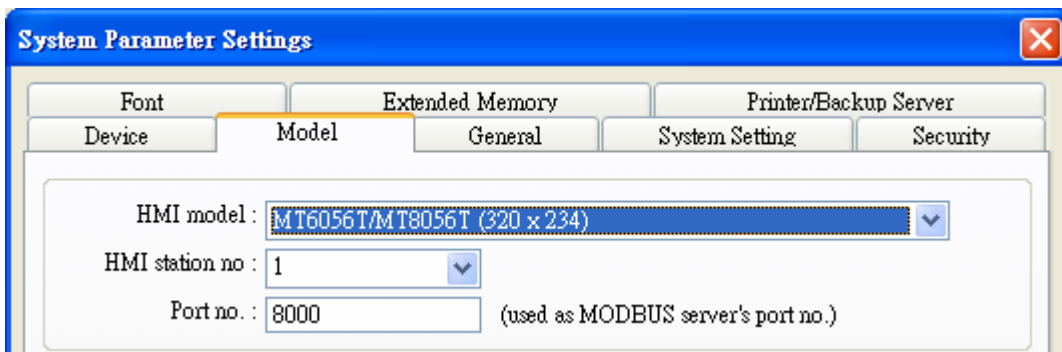 System Parameter Settings
Font Extended Memory Printer/Backup Server
Device Model General System Setting Security
HMI model : MT6056T/MT8056T (320 x 234)
HMI station no : 1
Port no. : 8000 (used as MODBUS server's port no.)